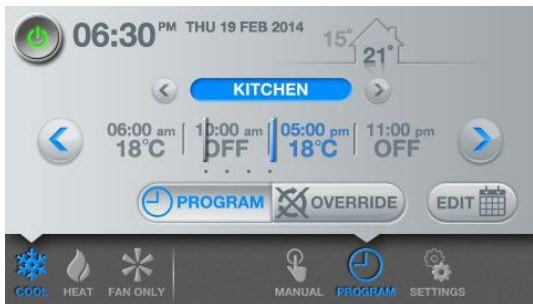 06:30 PM THU 19 FEB 2014 15°
21°
KITCHEN
06:00 am 10:00 am 05:00 pm 11:00 pm
18°C OFF 18°C OFF
PROGRAM OVERRIDE EDIT
COOL HEAT FAN ONLY MANUAL PROGRAM SETTINGS